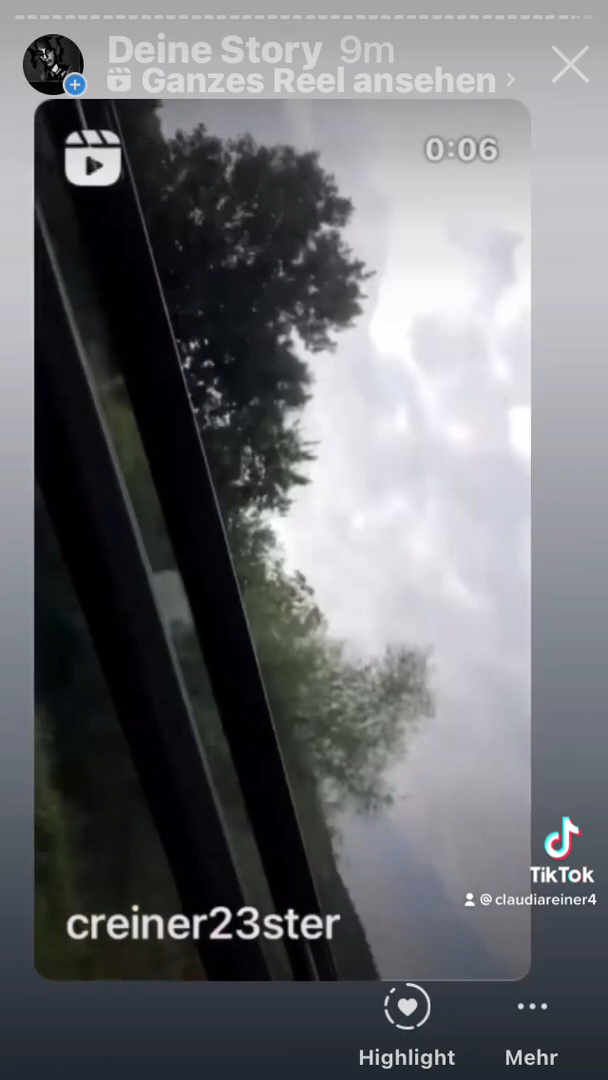 Deine Story 9m
Ganzes Reel ansehen
0:06
TikTok
@claudiareiner4
creiner23ster
Highlight
Mehr